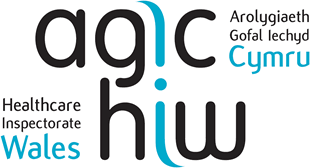 agic
Arolygiaeth
Gofal Iechyd
Cymru
Healthcare
Inspectorate
Wales
hiw